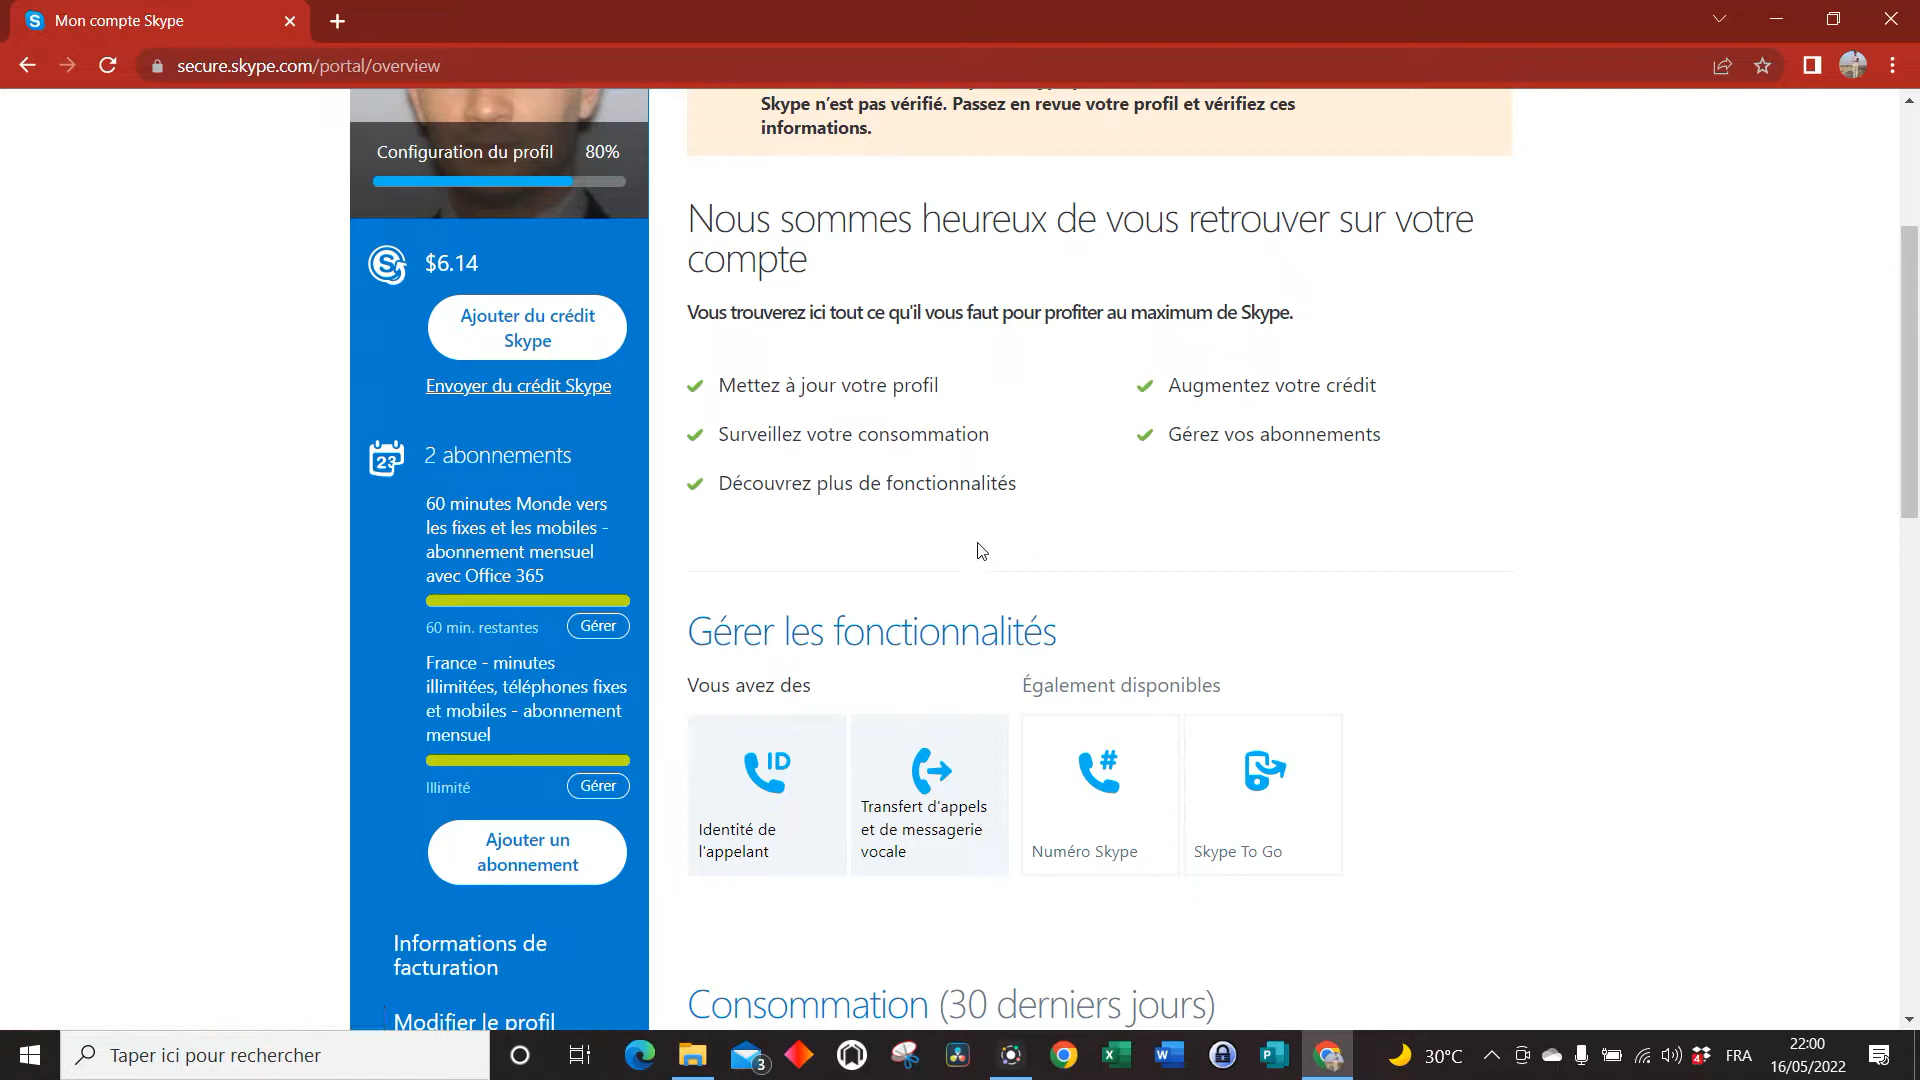 Mon compte Skype
secure.skype.com/portal/overview
Skype n'est pas vérifié. Passez en revue votre profil et vérifiez ces
informations.
Configuration du profil 80%
$6.14
Ajouter du crédit
Skype
Envoyer du crédit Skype
23
2 abonnements
60 minutes Monde vers
les fixes et les mobiles -
abonnement mensuel
avec Office 365
60 min. restantes
Gérer
France - minutes
illimitées, téléphones fixes
et mobiles - abonnement
mensuel
Illimité
Gérer
Ajouter un
abonnement
Informations de
facturation
Modifier le profil
Nous sommes heureux de vous retrouver sur votre
compte
Vous trouverez ici tout ce qu'il vous faut pour profiter au maximum de Skype.
Mettez à jour votre profil
Augmentez votre crédit
Surveillez votre consommation
Gérez vos abonnements
Découvrez plus de fonctionnalités
Gérer les fonctionnalités
Vous avez des
Également disponibles
ID
Identité de
l'appelant
Transfert d'appels
et de messagerie
vocale
#
Numéro Skype
Skype To Go
Consommation (30 derniers jours)
Taper ici pour rechercher
3
30°C
4
FRA
22:00
16/05/2022